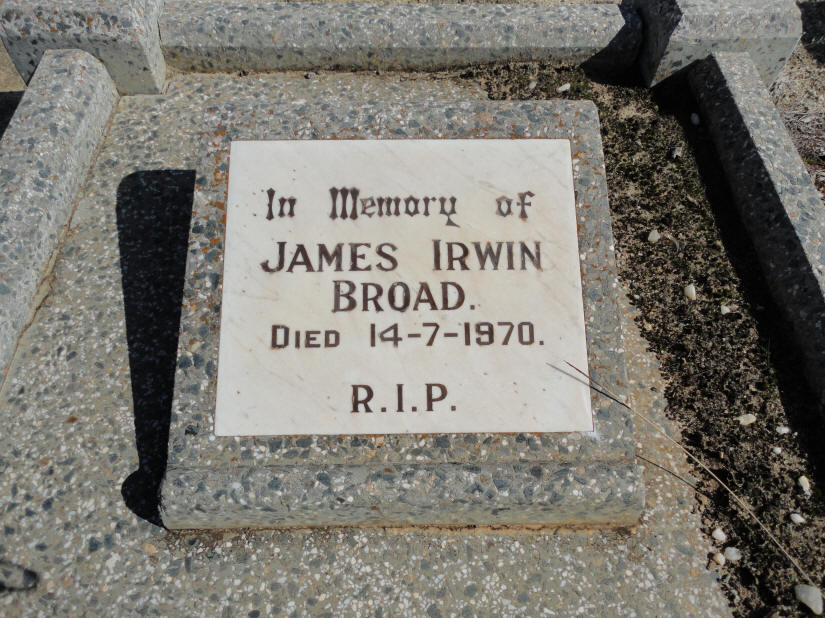 In Memory of
JAMES IRWIN
BROAD.
DIED 14-7-1970.
R.I.P.